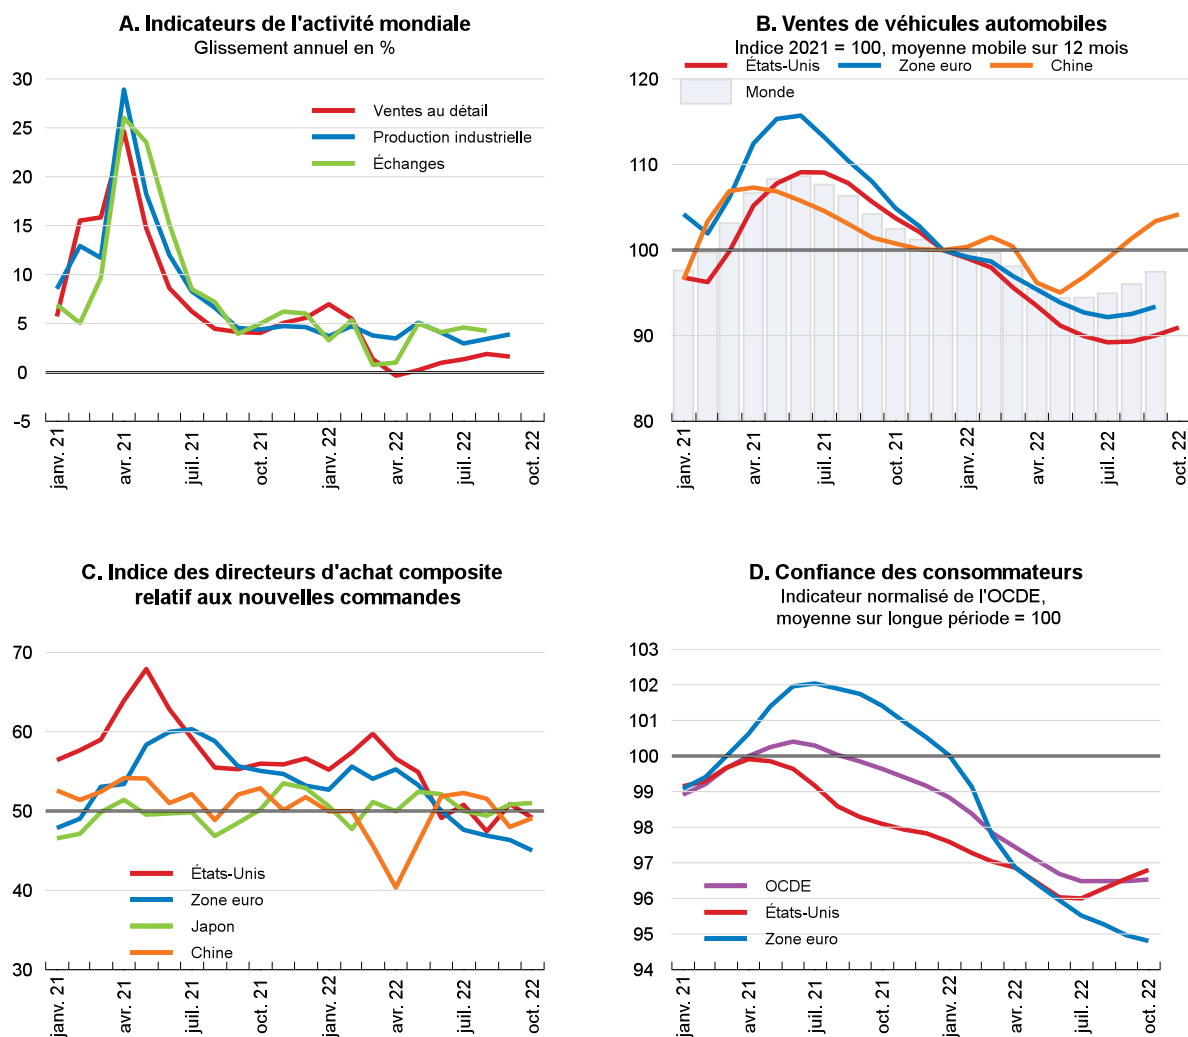 A. Indicateurs de l'activité mondiale
Glissement annuel en %
30
25
20
15
10
5
0
-5
Ventes au détail
Production industrielle
Échanges
janv. 21
avr. 21
juil. 21
oct. 21
janv. 22
avr. 22
juil. 22
oct. 22
B. Ventes de véhicules automobiles
Indice 2021 = 100, moyenne mobile sur 12 mois
États-Unis
Zone euro
Chine
Monde
120
110
100
90
80
janv. 21
avr. 21
juil. 21
oct. 21
janv. 22
avr. 22
juil. 22
oct. 22
C. Indice des directeurs d'achat composite
relatif aux nouvelles commandes
70
60
50
40
30
États-Unis
Zone euro
Japon
Chine
janv. 21
avr. 21
juil. 21
oct. 21
janv. 22
avr. 22
juil. 22
oct. 22
D. Confiance des consommateurs
Indicateur normalisé de l'OCDE,
moyenne sur longue période = 100
103
102
101
100
99
98
97
96
95
94
OCDE
États-Unis
Zone euro
janv. 21
avr. 21
juil. 21
oct. 21
janv. 22
avr. 22
juil. 22
oct. 22